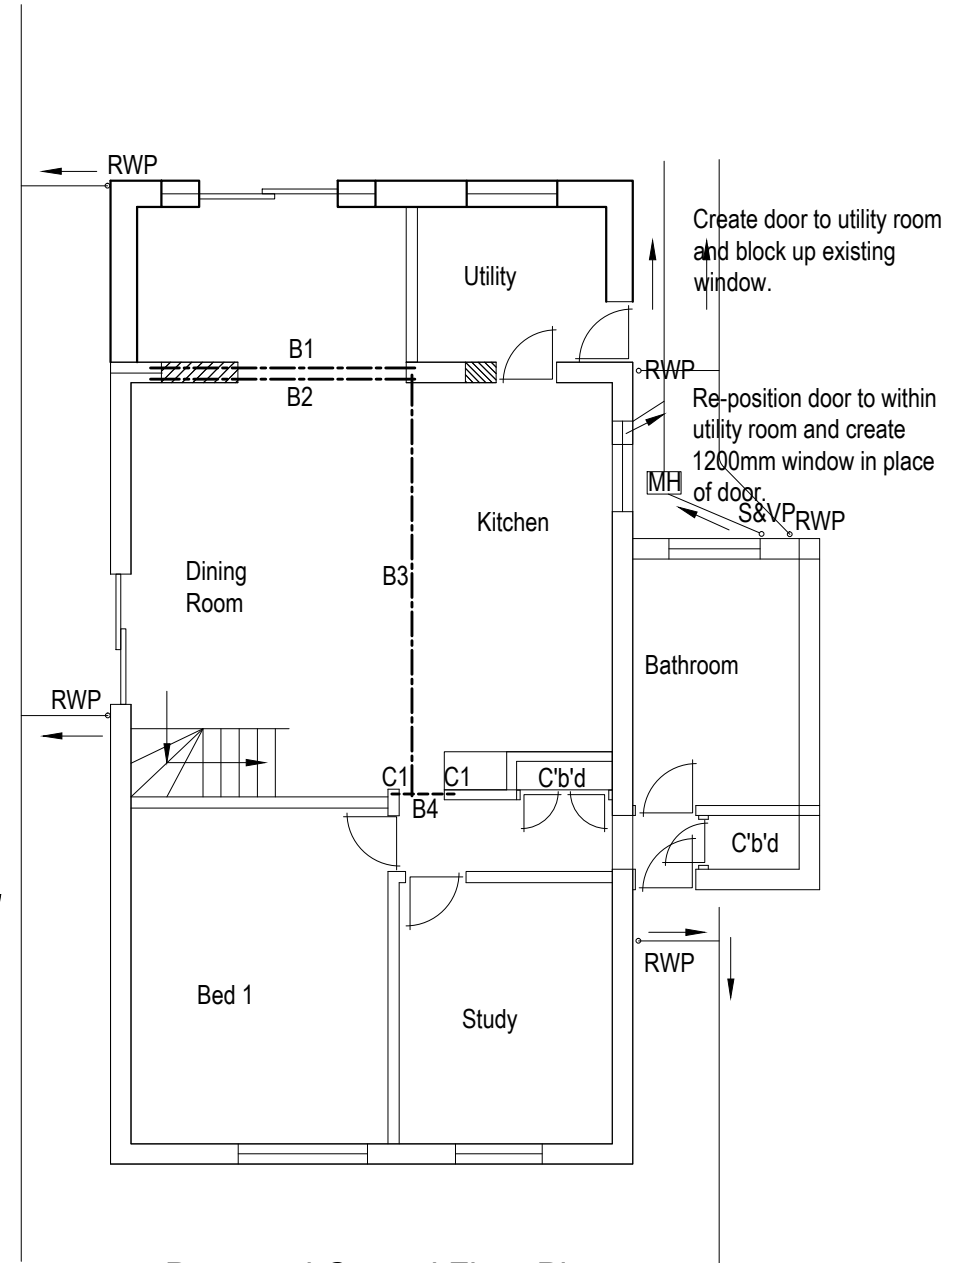 RWP
Create door to utility room
and block up existing
window.
Utility
B1
RWP
B2
Re-position door to within
utility room and create
1200mm window in place
of door.
MH
S&VP
RWP
Kitchen
Dining
Room
B3
Bathroom
RWP
C1
C1
C'b'd
B4
C'b'd
RWP
Bed 1
Study